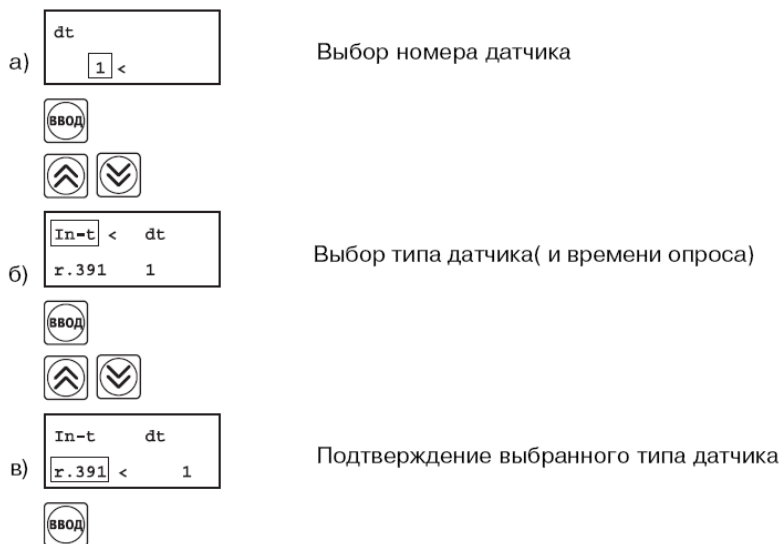 dt
а) 1 < Выбор номера датчика
ВВОД
In-t < dt
б) r.391 1 Выбор типа датчика( и времени опроса)
ВВОД
In-t dt
в) r.391 < 1 Подтверждение выбранного типа датчика
ВВОД